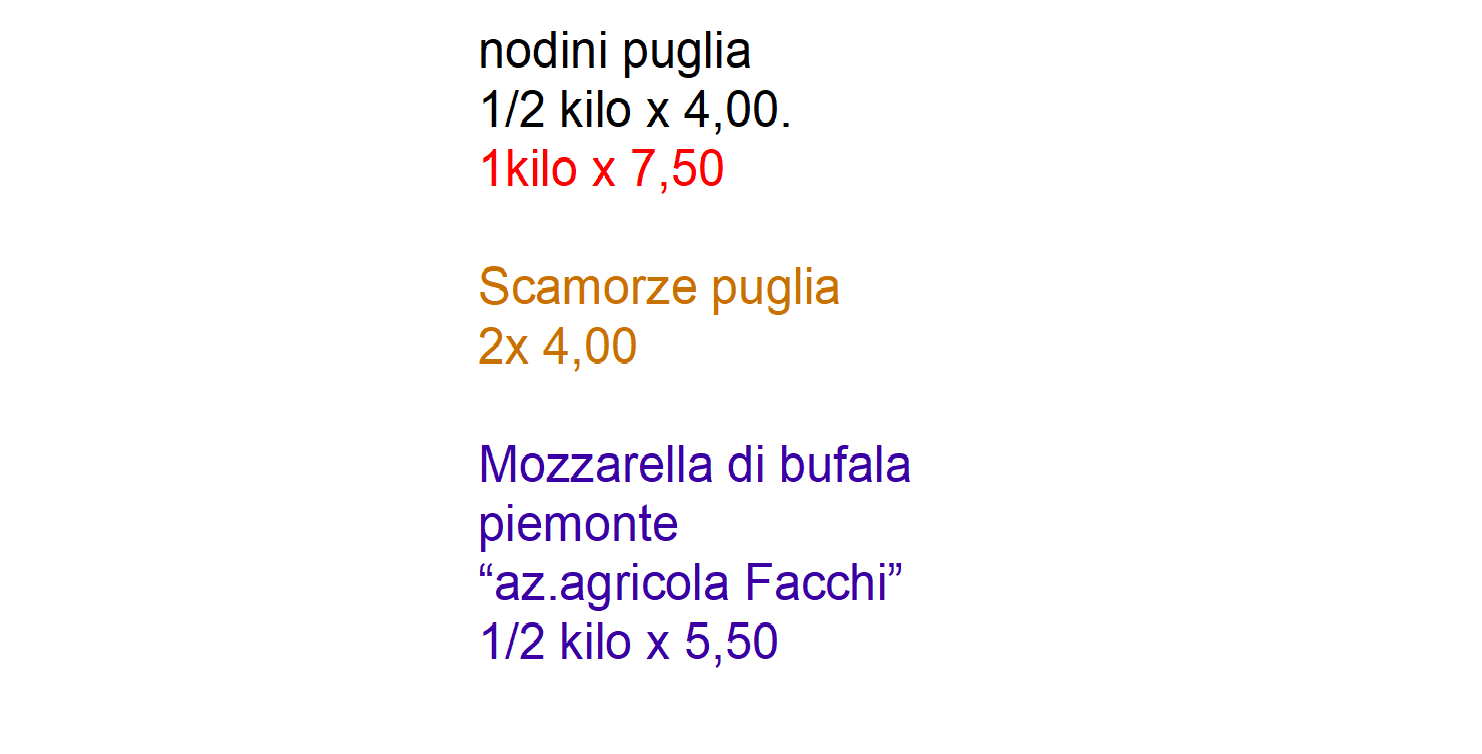 nodini puglia
1/2 kilo x 4,00.
1kilo x 7,50
Scamorze puglia
2x 4,00
Mozzarella di bufala
piemonte
“az.agricola Facchi”
1/2 kilo x 5,50